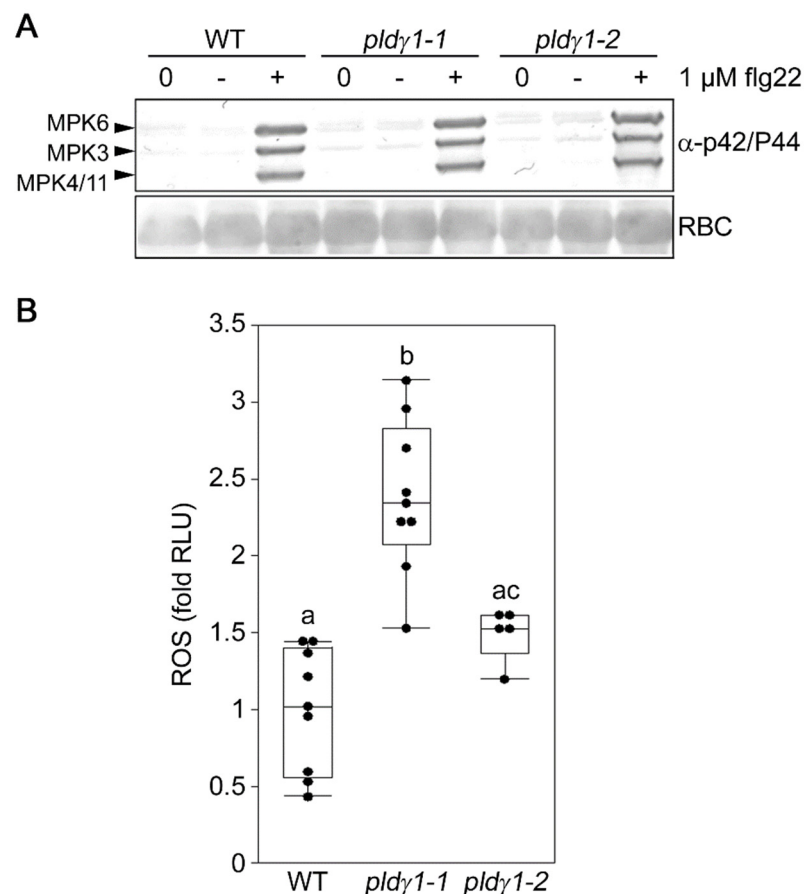 A
WT pldγ1-1 pldγ1-2
0 - + 0 - + 0 - + 1 µM flg22
MPK6
MPK3
MPK4/11
α-p42/P44
RBC
B
ROS (fold RLU)
3.5
3
2.5
2
1.5
1
0.5
0
a
b
ac
WT pldγ1-1 pldγ1-2